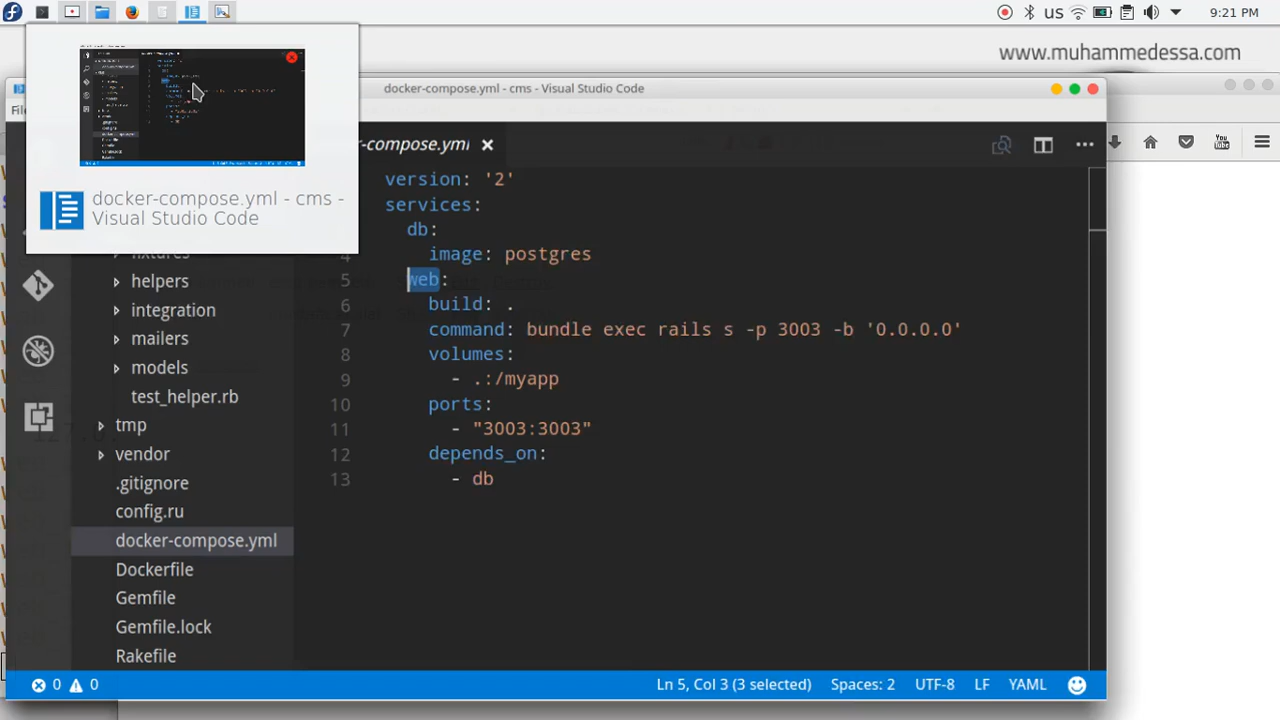 us
9:21 PM
www.muhammedessa.com
docker-compose.yml - cms - Visual Studio Code
docker-compose.yml - cms -
Visual Studio Code
-compose.yml
version: '2'
services:
db:
image: postgres
5 web:
6 build: .
7 command: bundle exec rails s -p 3003 -b '0.0.0.0'
8 volumes:
9 - .:/myapp
10 ports:
11 - "3003:3003"
12 depends_on:
13 - db
helpers
integration
mailers
models
test_helper.rb
tmp
vendor
.gitignore
config.ru
docker-compose.yml
Dockerfile
Gemfile
Gemfile.lock
Rakefile
0 0
Ln 5, Col 3 (3 selected) Spaces: 2 UTF-8 LF YAML